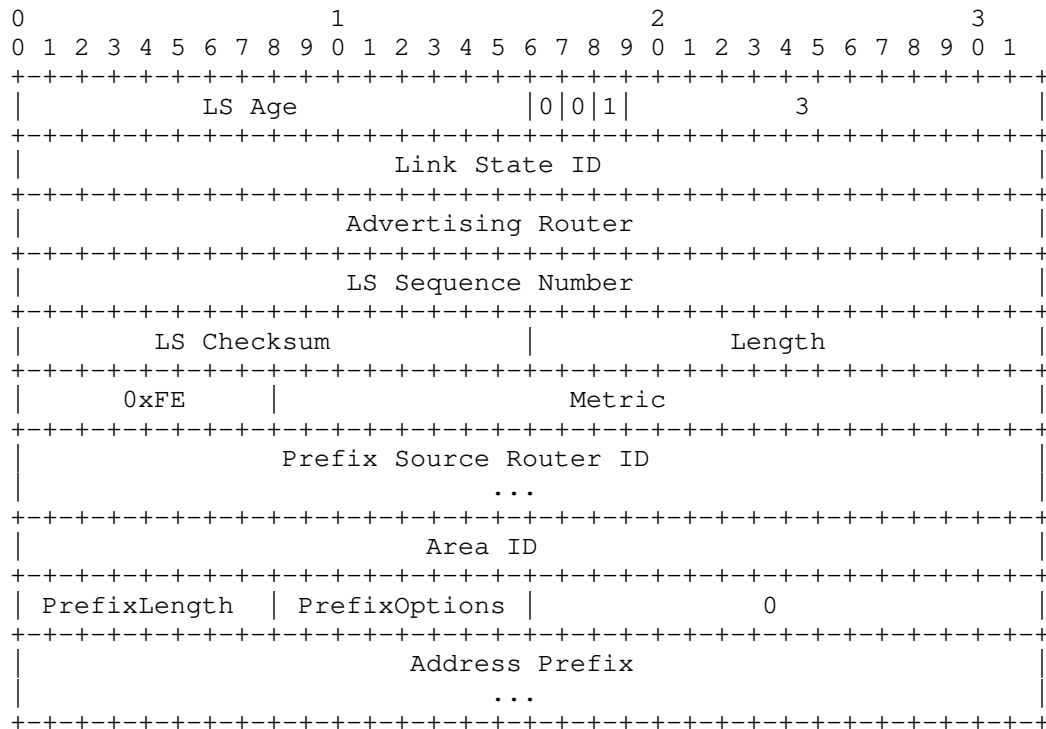 0                   1                   2                   3
0 1 2 3 4 5 6 7 8 9 0 1 2 3 4 5 6 7 8 9 0 1 2 3 4 5 6 7 8 9 0 1
+-+-+-+-+-+-+-+-+-+-+-+-+-+-+-+-+-+-+-+-+-+-+-+-+-+-+-+-+-+-+-+-+
|           LS Age              |0|0|1|          3              |
+-+-+-+-+-+-+-+-+-+-+-+-+-+-+-+-+-+-+-+-+-+-+-+-+-+-+-+-+-+-+-+-+
|                       Link State ID                           |
+-+-+-+-+-+-+-+-+-+-+-+-+-+-+-+-+-+-+-+-+-+-+-+-+-+-+-+-+-+-+-+-+
|                    Advertising Router                         |
+-+-+-+-+-+-+-+-+-+-+-+-+-+-+-+-+-+-+-+-+-+-+-+-+-+-+-+-+-+-+-+-+
|                    LS Sequence Number                         |
+-+-+-+-+-+-+-+-+-+-+-+-+-+-+-+-+-+-+-+-+-+-+-+-+-+-+-+-+-+-+-+-+
|        LS Checksum            |            Length             |
+-+-+-+-+-+-+-+-+-+-+-+-+-+-+-+-+-+-+-+-+-+-+-+-+-+-+-+-+-+-+-+-+
|      0xFE     |                  Metric                       |
+-+-+-+-+-+-+-+-+-+-+-+-+-+-+-+-+-+-+-+-+-+-+-+-+-+-+-+-+-+-+-+-+
|                Prefix Source Router ID                        |
|                             ...                               |
+-+-+-+-+-+-+-+-+-+-+-+-+-+-+-+-+-+-+-+-+-+-+-+-+-+-+-+-+-+-+-+-+
|                         Area ID                               |
+-+-+-+-+-+-+-+-+-+-+-+-+-+-+-+-+-+-+-+-+-+-+-+-+-+-+-+-+-+-+-+-+
| PrefixLength  | PrefixOptions |              0                |
+-+-+-+-+-+-+-+-+-+-+-+-+-+-+-+-+-+-+-+-+-+-+-+-+-+-+-+-+-+-+-+-+
|                        Address Prefix                         |
|                             ...                               |
+-+-+-+-+-+-+-+-+-+-+-+-+-+-+-+-+-+-+-+-+-+-+-+-+-+-+-+-+-+-+-+-+